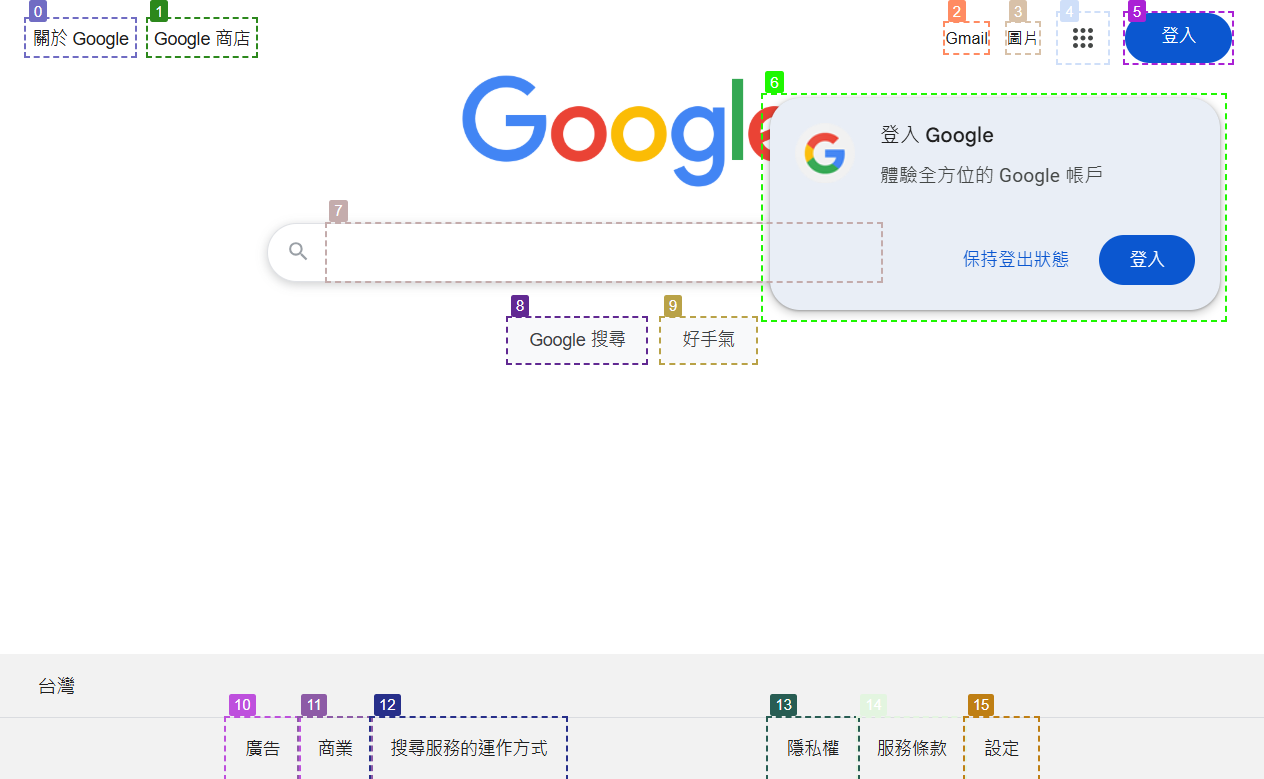 0
1
2
3
4
5
關於 Google
Google 商店
Gmail
圖片
登入
6
Google
登入 Google
體驗全方位的 Google 帳戶
7
保持登出狀態
登入
8
9
Google 搜尋
好手氣
台灣
10
11
12
13
14
15
廣告
商業
搜尋服務的運作方式
隱私權
服務條款
設定